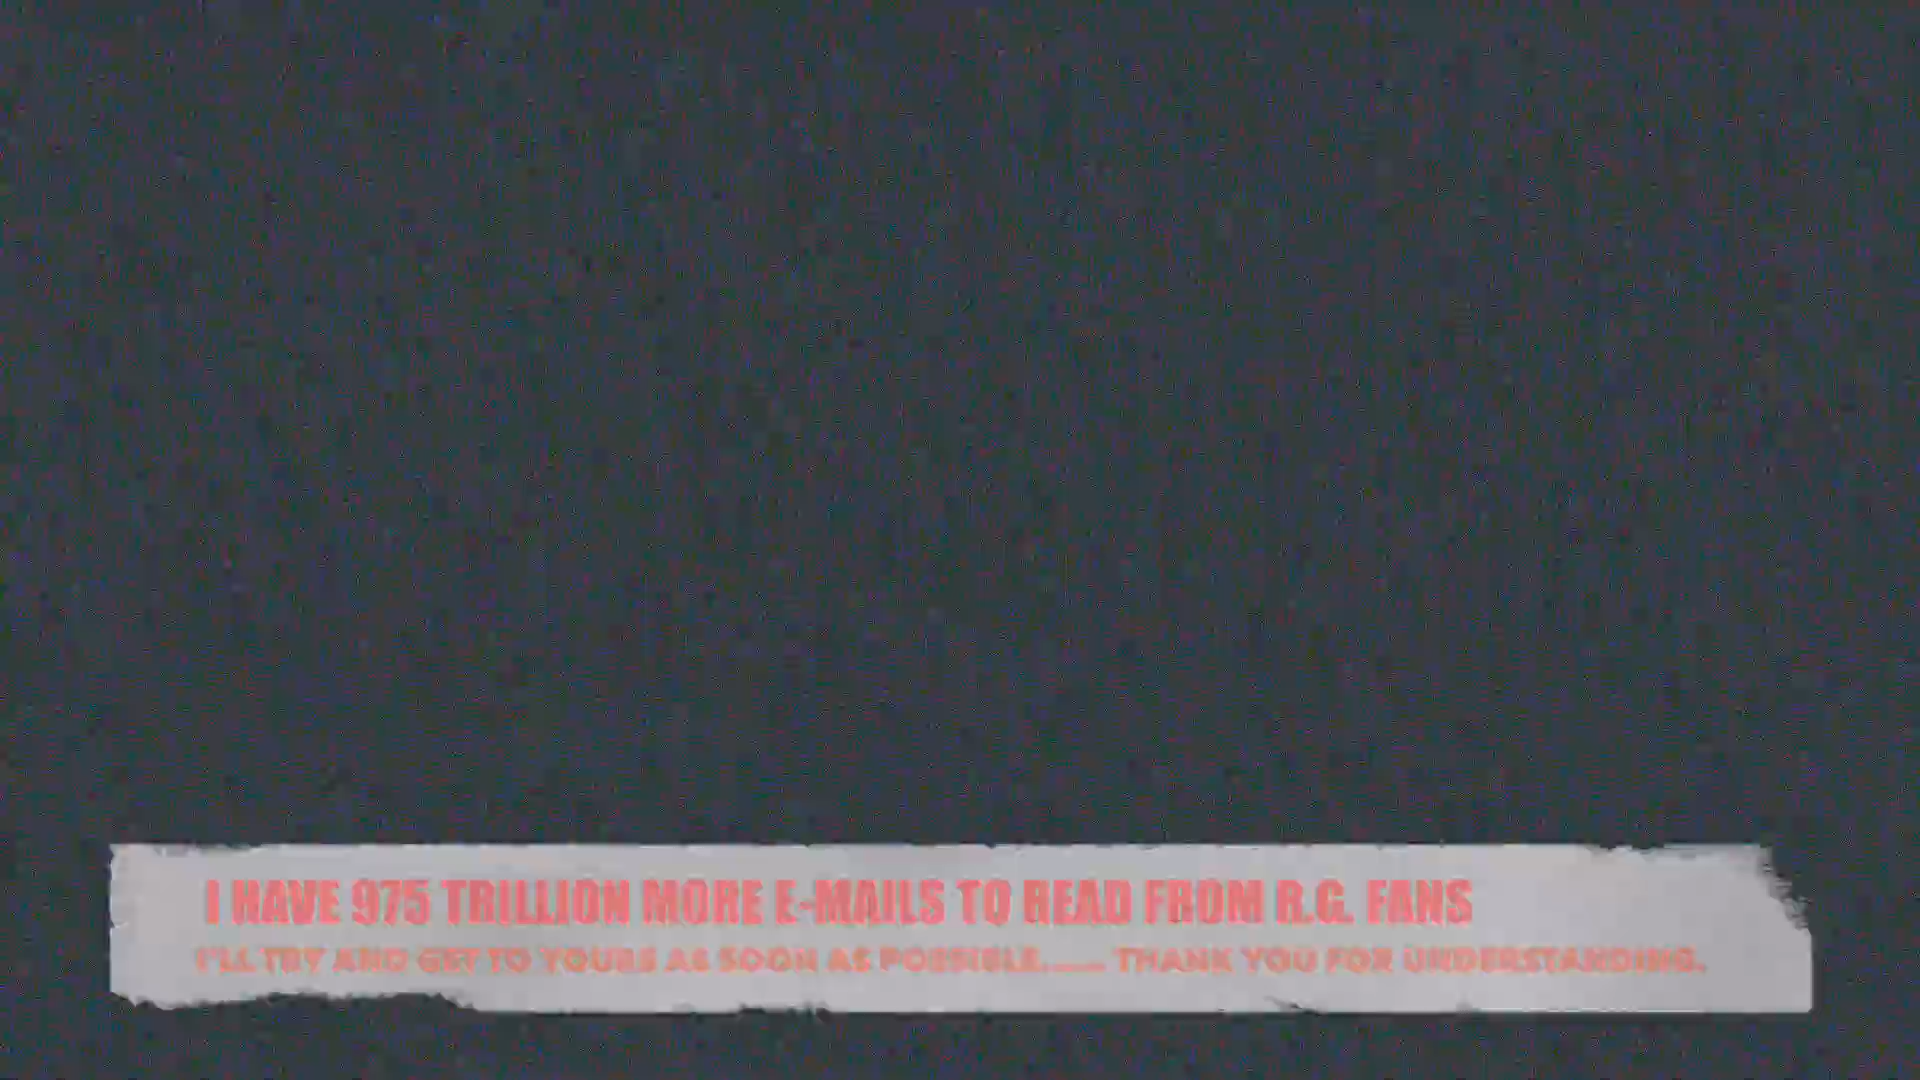 I HAVE 975 TRILLION MORE E-MAILS TO READ FROM R.G. FANS
I'LL TRY AND GET TO YOURS AS SOON AS POSSIBLE....... THANK YOU FOR UNDERSTANDING.